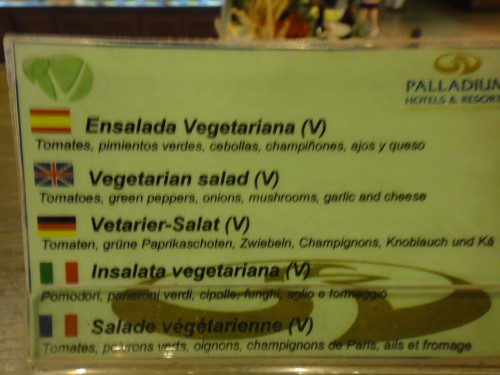 V
PALLADIUM
HOTELS & RESORTS
Ensalada Vegetariana (V)
Tomates, pimientos verdes, cebollas, champiñones, ajos y queso
Vegetarian salad (V)
Tomatoes, green peppers, onions, mushrooms, garlic and cheese
Vetarier-Salat (V)
Tomaten, grüne Paprikaschoten, Zwiebeln, Champignons, Knoblauch und Kä
Insalata vegetariana (V)
Pomodori, peperoni verdi, cipolle, funghi, aglio e formaggio
Salade végétarienne (V)
Tomates, poivrons verts, oignons, champignons de Paris, ails et fromage